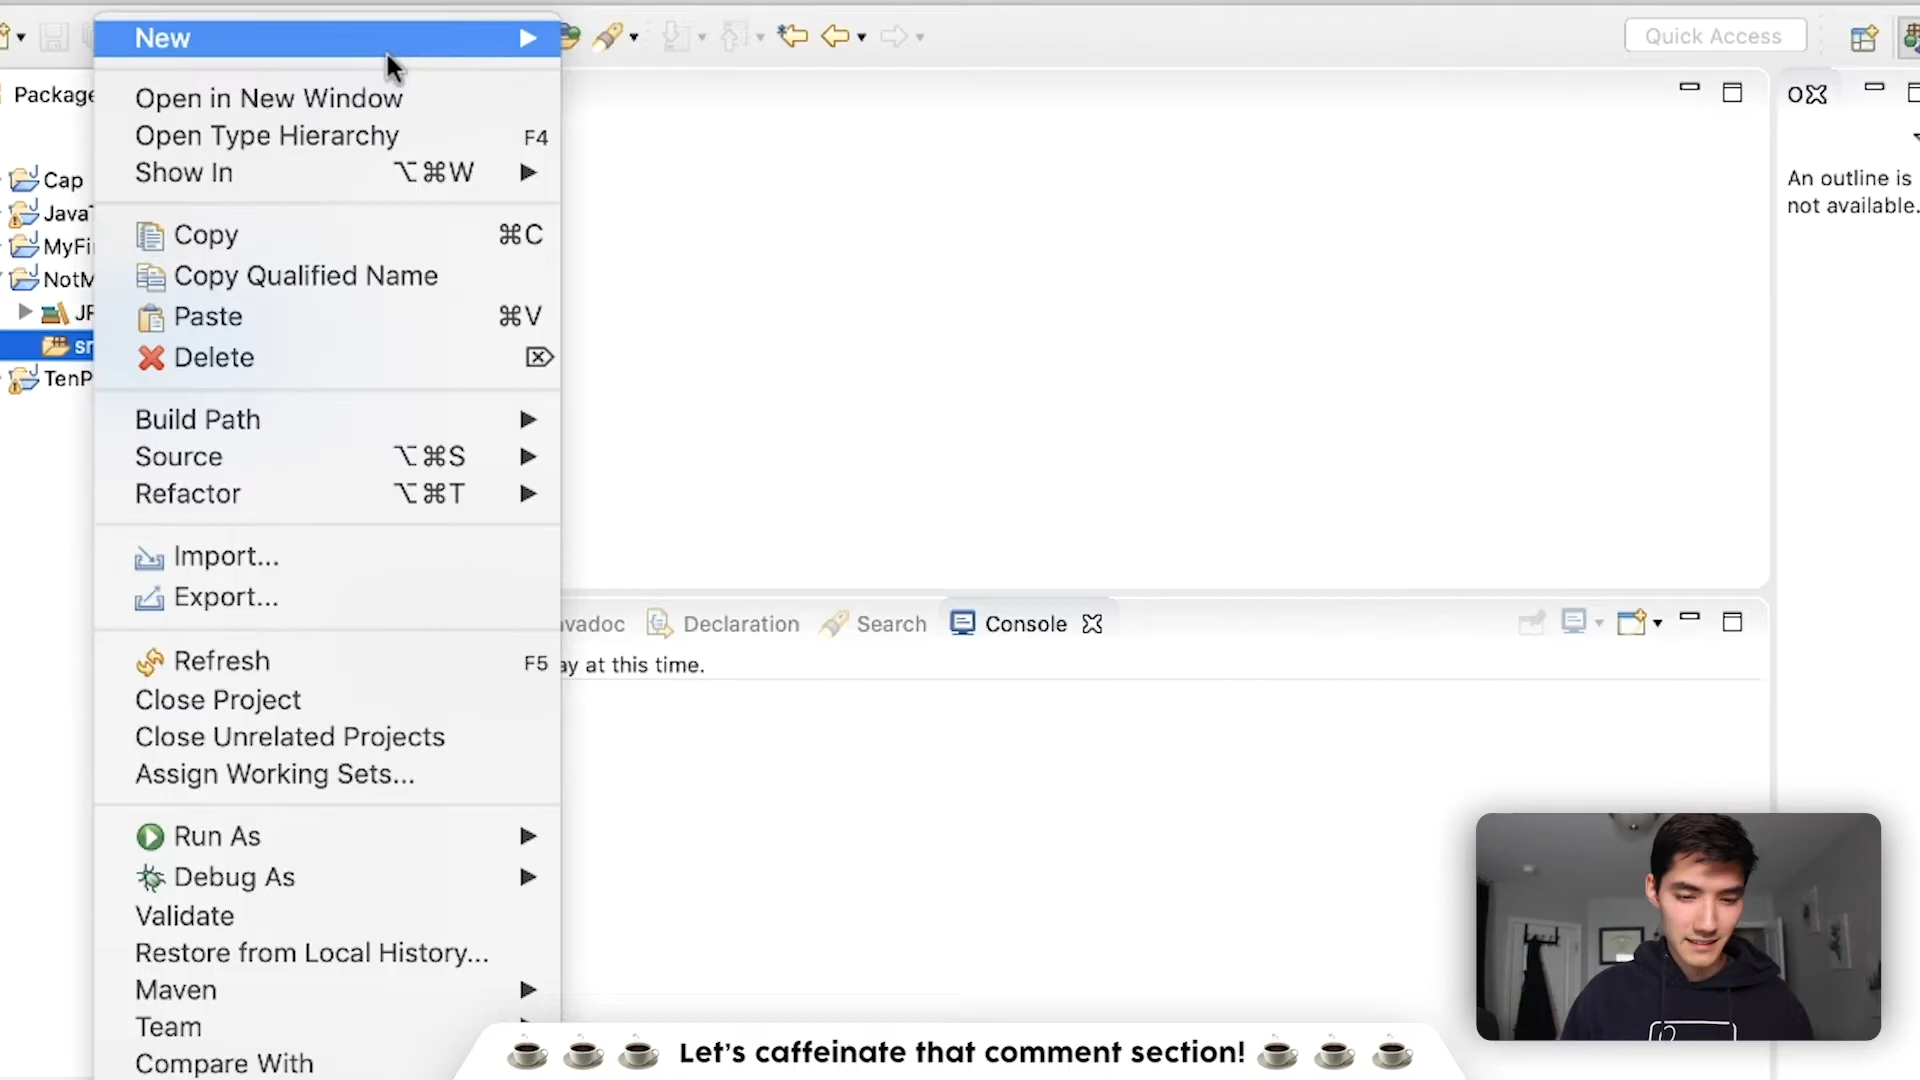 New
Quick Access
Package
Open in New Window
Open Type Hierarchy F4
Show In ⌥⌘W
An outline is
not available.
Cap
JavaT
MyFi
NotM
JR
sr
TenP
Copy ⌘C
Copy Qualified Name
Paste ⌘V
Delete
Build Path
Source ⌥⌘S
Refactor ⌥⌘T
Import...
Export...
avadoc Declaration Search Console
Refresh F5
ay at this time.
Close Project
Close Unrelated Projects
Assign Working Sets...
Run As
Debug As
Validate
Restore from Local History...
Maven
Team
Compare With
Let's caffeinate that comment section!